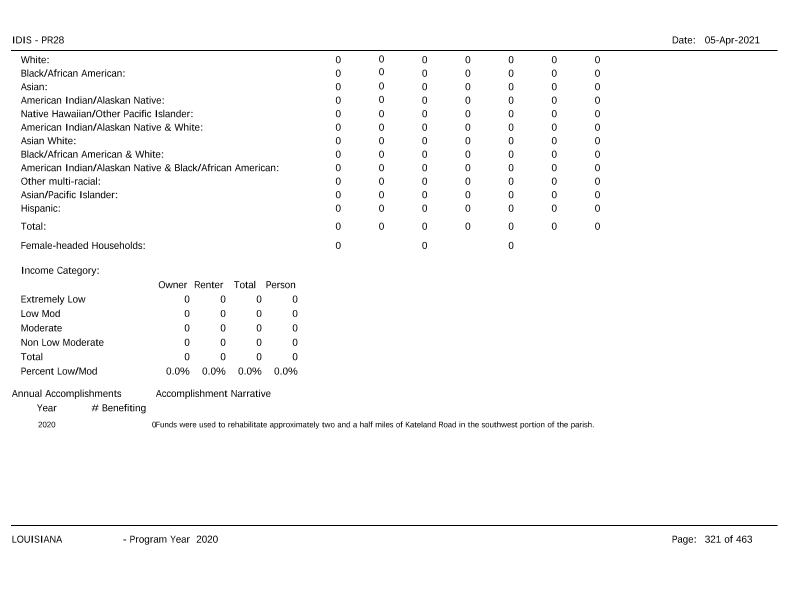 IDIS - PR28 Date: 05-Apr-2021
White: 0 0 0 0 0 0 0
Black/African American: 0 0 0 0 0 0 0
Asian: 0 0 0 0 0 0 0
American Indian/Alaskan Native: 0 0 0 0 0 0 0
Native Hawaiian/Other Pacific Islander: 0 0 0 0 0 0 0
American Indian/Alaskan Native & White: 0 0 0 0 0 0 0
Asian White: 0 0 0 0 0 0 0
Black/African American & White: 0 0 0 0 0 0 0
American Indian/Alaskan Native & Black/African American: 0 0 0 0 0 0 0
Other multi-racial: 0 0 0 0 0 0 0
Asian/Pacific Islander: 0 0 0 0 0 0 0
Hispanic: 0 0 0 0 0 0 0
Total: 0 0 0 0 0 0 0
Female-headed Households: 0 0 0
Income Category:
Owner Renter Total Person
Extremely Low 0 0 0 0
Low Mod 0 0 0 0
Moderate 0 0 0 0
Non Low Moderate 0 0 0 0
Total 0 0 0 0
Percent Low/Mod 0.0% 0.0% 0.0% 0.0%
Annual Accomplishments Accomplishment Narrative
Year # Benefiting
2020 0Funds were used to rehabilitate approximately two and a half miles of Kateland Road in the southwest portion of the parish.
LOUISIANA - Program Year 2020 Page: 321 of 463